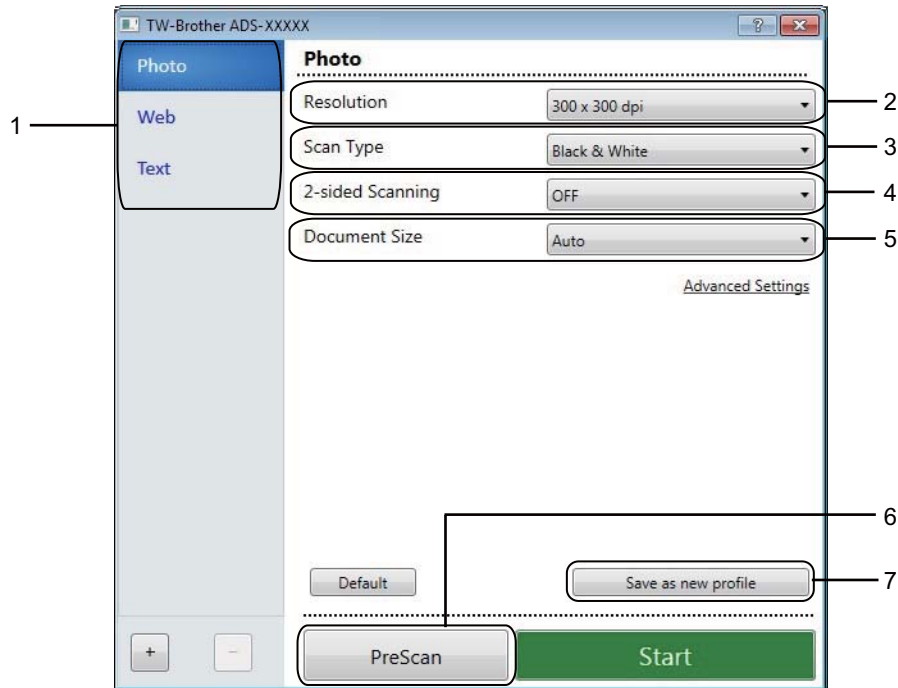 TW-Brother ADS-XXXXX
?
Photo
Web
Text
Photo
Resolution 300 x 300 dpi
Scan Type Black & White
2-sided Scanning OFF
Document Size Auto
Advanced Settings
Default Save as new profile
+ −
PreScan Start
1
2
3
4
5
6
7